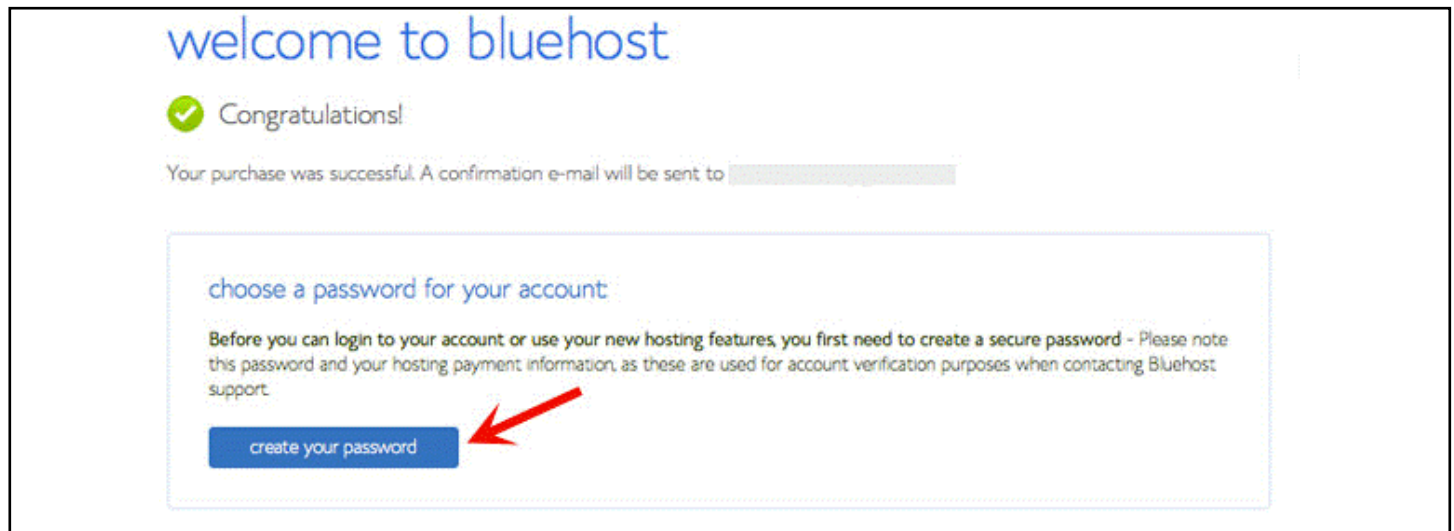 welcome to bluehost
Congratulations!
Your purchase was successful. A confirmation e-mail will be sent to
choose a password for your account:
Before you can login to your account or use your new hosting features, you first need to create a secure password - Please note
this password and your hosting payment information, as these are used for account verification purposes when contacting Bluehost
support.
create your password